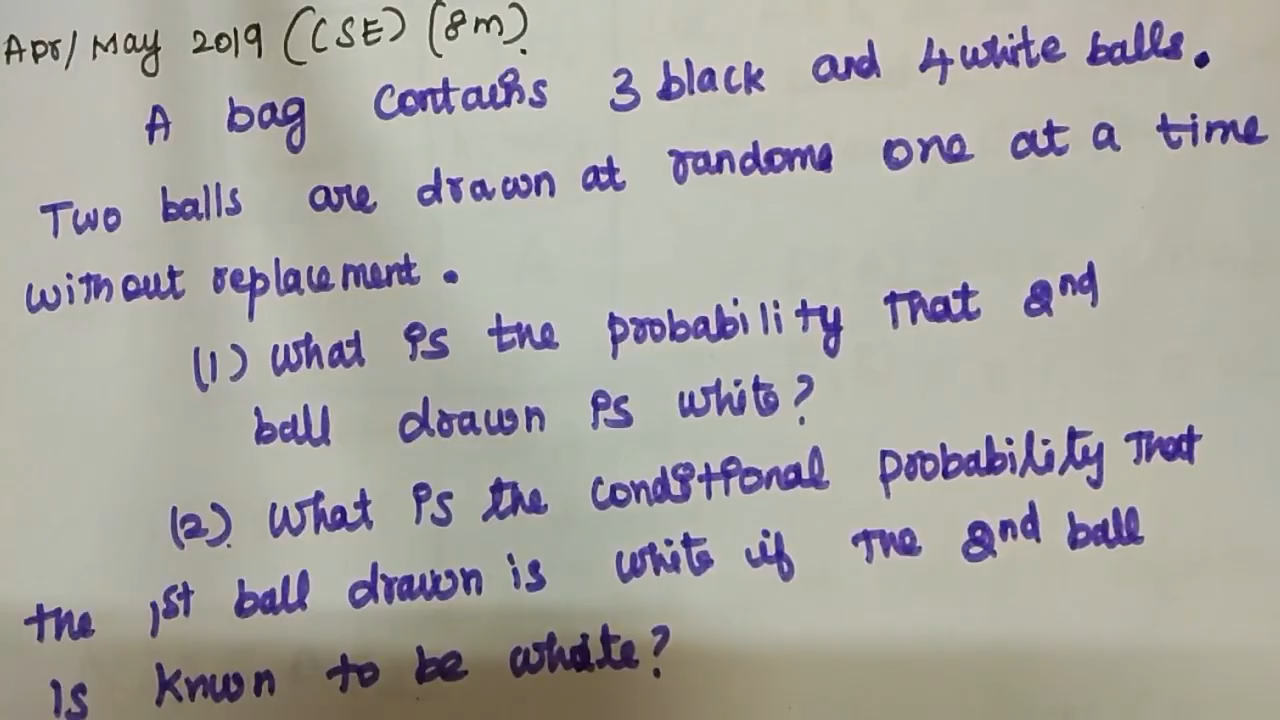 Apr/May 2019 (CSE) (8m).
A bag contains 3 black and 4 white balls.
Two balls are drawn at randome one at a time
without replacement.
(1) What is the probability that 2nd
ball drawn is white?
(2). What is the conditional probability that
the 1st ball drawn is white if the 2nd ball
is knwn to be white?